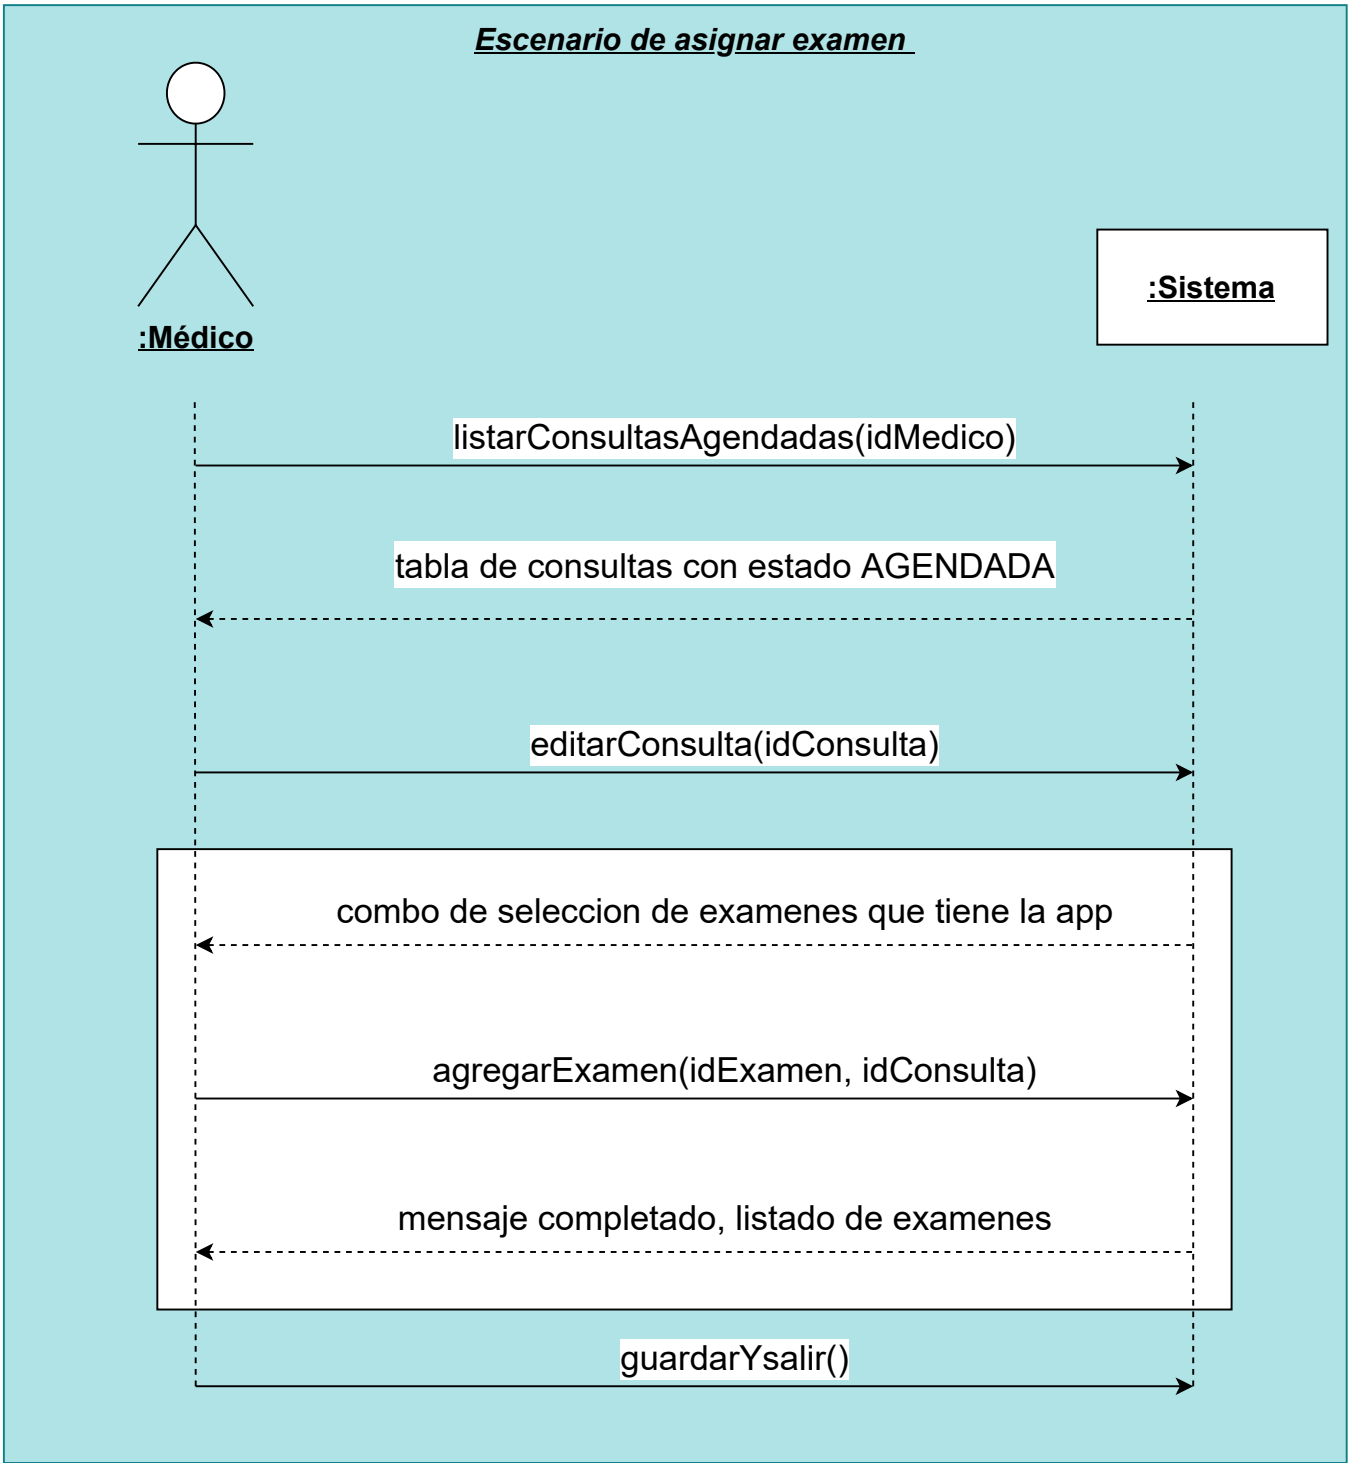 Escenario de asignar examen
:Sistema
:Médico
listarConsultasAgendadas(idMedico)
tabla de consultas con estado AGENDADA
editarConsulta(idConsulta)
combo de seleccion de examenes que tiene la app
agregarExamen(idExamen, idConsulta)
mensaje completado, listado de examenes
guardarYsalir()